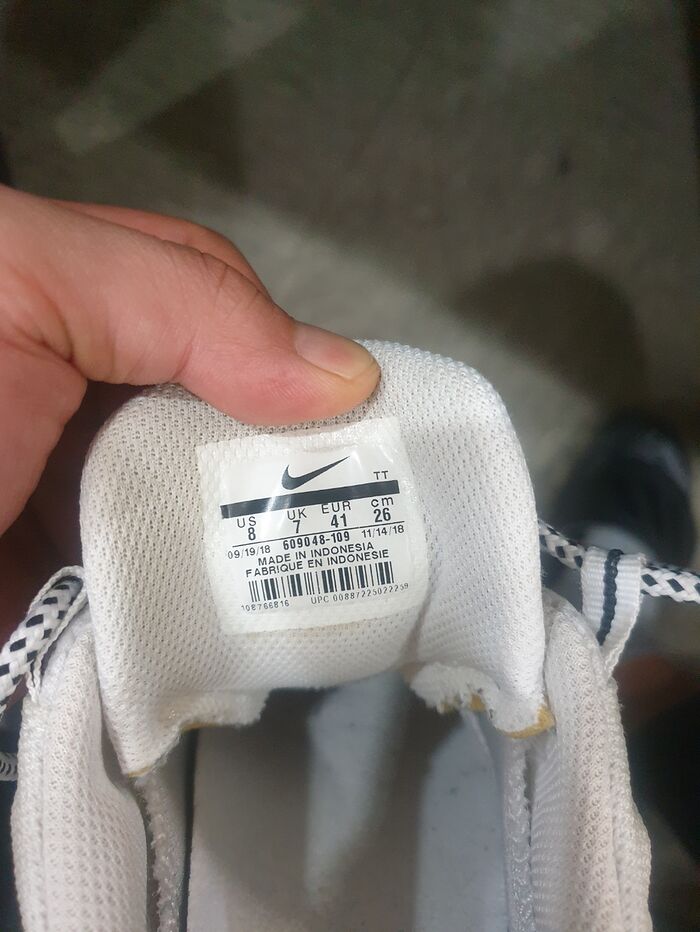 TT
US UK EUR cm
8 7 41 26
09/19/18 609048-109 11/14/18
MADE IN INDONESIA
FABRIQUE EN INDONESIE
108766816 UPC 00887225022259